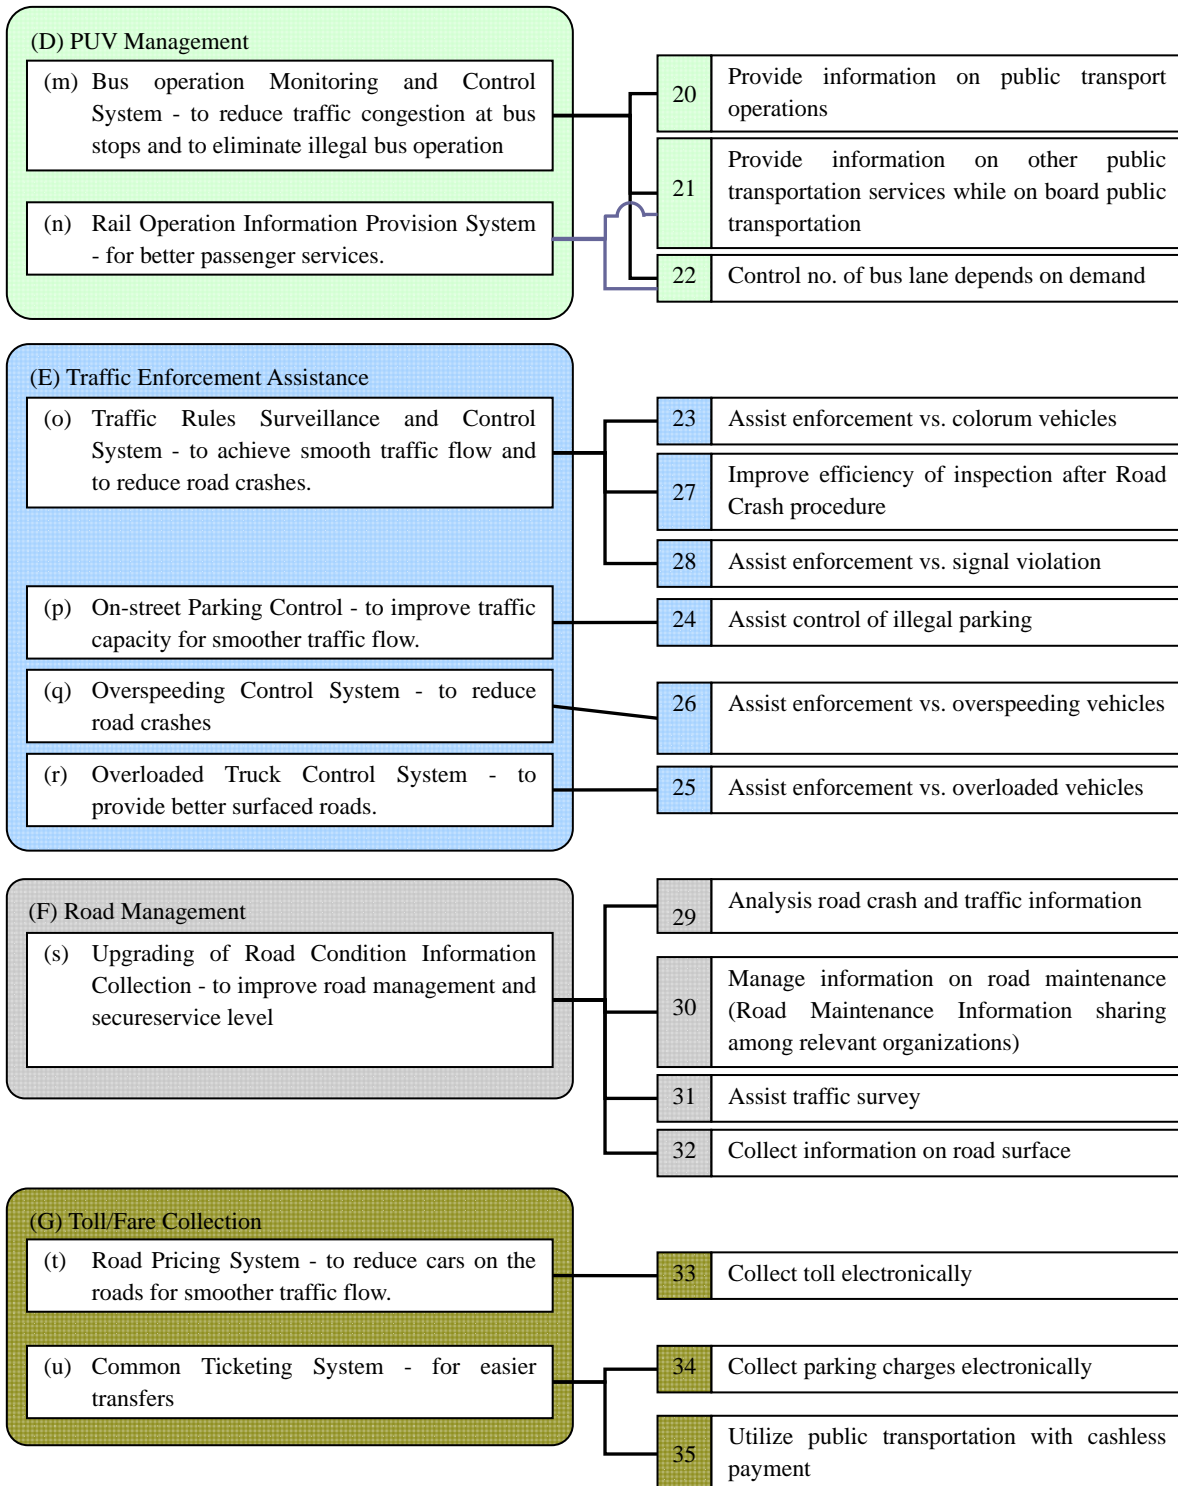 (D) PUV Management
(m) Bus operation Monitoring and Control
System - to reduce traffic congestion at bus
stops and to eliminate illegal bus operation
(n) Rail Operation Information Provision System
- for better passenger services.
20 Provide information on public transport
operations
21 Provide information on other public
transportation services while on board public
transportation
22 Control no. of bus lane depends on demand
(E) Traffic Enforcement Assistance
(o) Traffic Rules Surveillance and Control
System - to achieve smooth traffic flow and
to reduce road crashes.
(p) On-street Parking Control - to improve traffic
capacity for smoother traffic flow.
(q) Overspeeding Control System - to reduce
road crashes
(r) Overloaded Truck Control System - to
provide better surfaced roads.
23 Assist enforcement vs. colorum vehicles
27 Improve efficiency of inspection after Road
Crash procedure
28 Assist enforcement vs. signal violation
24 Assist control of illegal parking
26 Assist enforcement vs. overspeeding vehicles
25 Assist enforcement vs. overloaded vehicles
(F) Road Management
(s) Upgrading of Road Condition Information
Collection - to improve road management and
secureservice level
29 Analysis road crash and traffic information
30 Manage information on road maintenance
(Road Maintenance Information sharing
among relevant organizations)
31 Assist traffic survey
32 Collect information on road surface
(G) Toll/Fare Collection
(t) Road Pricing System - to reduce cars on the
roads for smoother traffic flow.
(u) Common Ticketing System - for easier
transfers
33 Collect toll electronically
34 Collect parking charges electronically
35 Utilize public transportation with cashless
payment